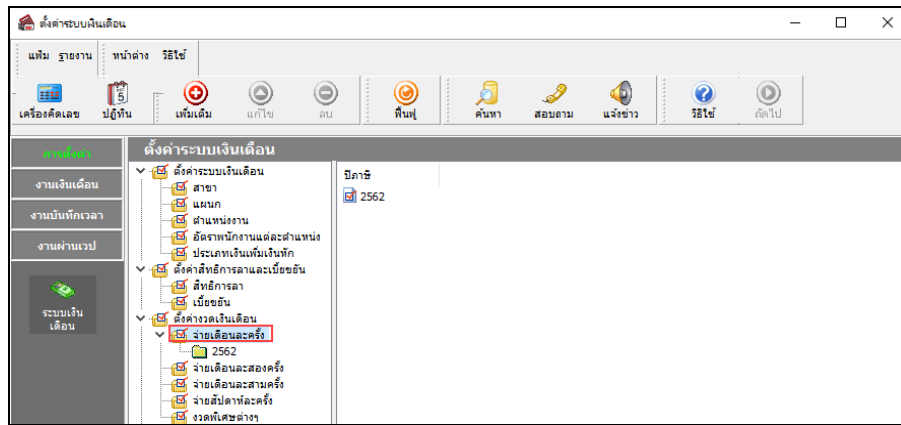 ตั้งค่าระบบเงินเดือน
แฟ้ม รายงาน หน้าต่าง วิธีใช้
5
เครื่องคิดเลข ปฏิทิน เพิ่มเติม แก้ไข ลบ ฟื้นฟู ค้นหา สอบถาม แจ้งข่าว วิธีใช้ ถัดไป
การตั้งค่า
งานเงินเดือน
งานบันทึกเวลา
งานผ่านเวป
ระบบเงิน
เดือน
ตั้งค่าระบบเงินเดือน
ตั้งค่าระบบเงินเดือน
สาขา
แผนก
ตำแหน่งงาน
อัตราพนักงานแต่ละตำแหน่ง
ประเภทเงินเพิ่มเงินหัก
ตั้งค่าสิทธิการลาและเบี้ยขยัน
สิทธิการลา
เบี้ยขยัน
ตั้งค่างวดเงินเดือน
จ่ายเดือนละครั้ง
2562
จ่ายเดือนละสองครั้ง
จ่ายเดือนละสามครั้ง
จ่ายสัปดาห์ละครั้ง
งวดพิเศษต่างๆ
ปีภาษี
2562